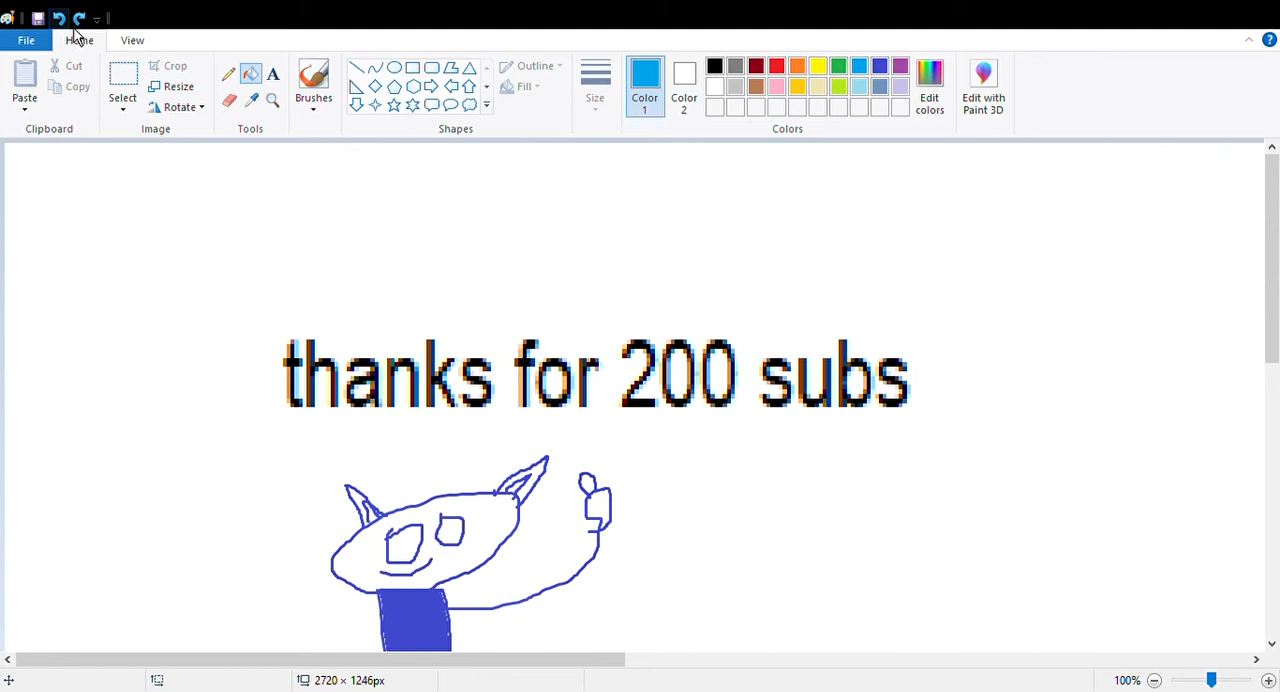 File Home View
Paste Cut Copy Clipboard
Select Crop Resize Rotate Image
A Tools
Brushes
Outline Fill Shapes
Size
Color 1 Color 2 Edit colors Colors
Edit with Paint 3D
thanks for 200 subs
2720 × 1246px 100%